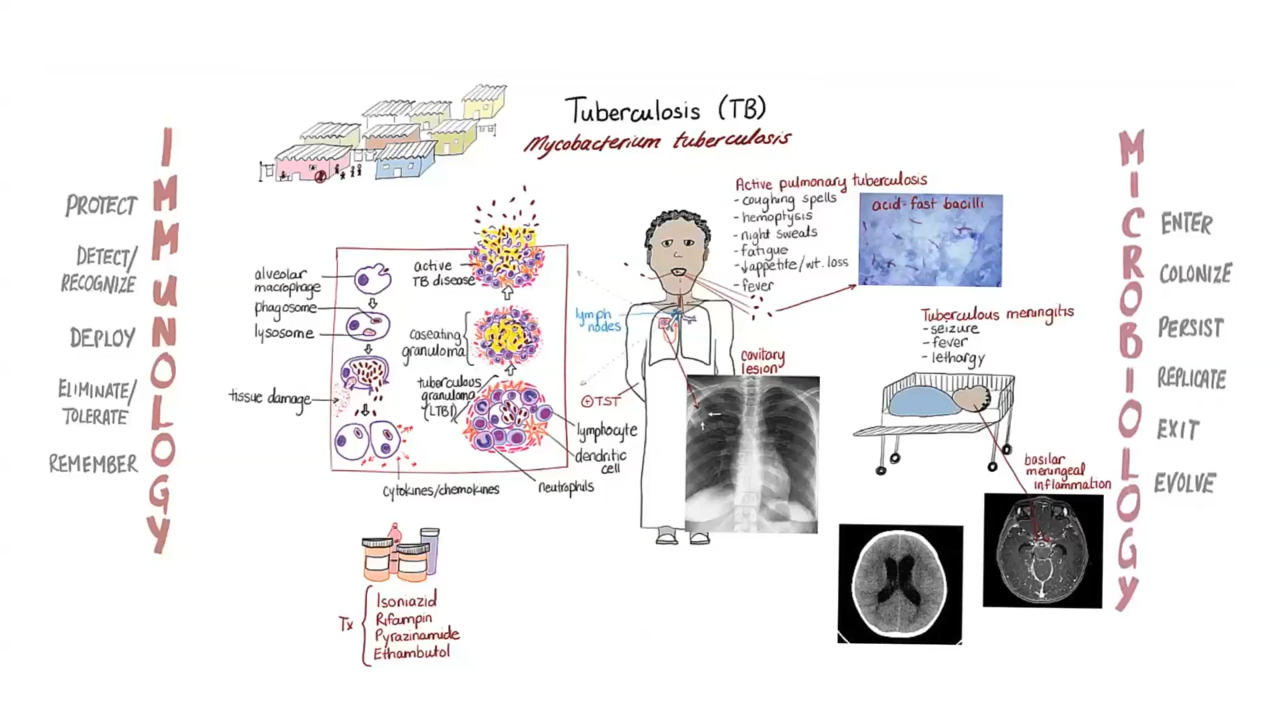 Tuberculosis (TB)
Mycobacterium tuberculosis
IMMUNOLOGY
PROTECT
DETECT/
RECOGNIZE
DEPLOY
ELIMINATE/
TOLERATE
REMEMBER
alveolar
macrophage
phagosome
lysosome
tissue damage
cytokines/chemokines
active
TB disease
caseating
granuloma
tuberculous
granuloma
(LTBI)
lymphocyte
dendritic
cell
neutrophils
Tx
Isoniazid
Rifampin
Pyrazinamide
Ethambutol
lymph
nodes
+ TST
Active pulmonary tuberculosis
- coughing spells
- hemoptysis
- night sweats
- fatigue
- ↓appetite/wt. loss
- fever
acid-fast bacilli
cavitary
lesion
Tuberculous meningitis
- seizure
- fever
- lethargy
basilar
meningeal
inflammation
MICROBIOLOGY
ENTER
COLONIZE
PERSIST
REPLICATE
EXIT
EVOLVE